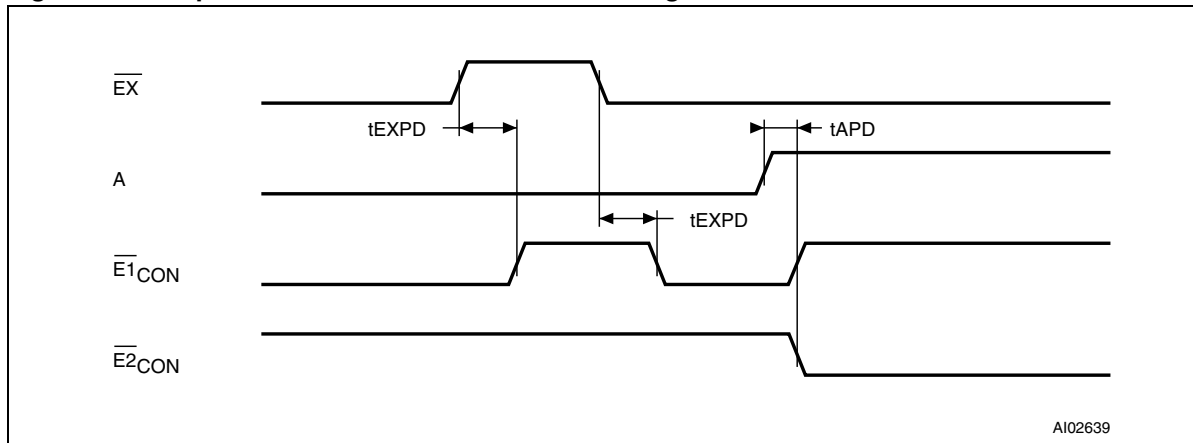 EX
tEXPD
tAPD
A
tEXPD
E1CON
E2CON
AI02639